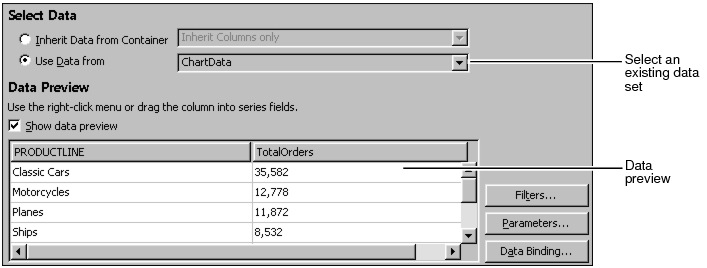 Select Data
Inherit Data from Container
Inherit Columns only
Use Data from
ChartData
Select an
existing data
set
Data Preview
Use the right-click menu or drag the column into series fields.
Show data preview
PRODUCTLINE TotalOrders
Classic Cars 35,582
Motorcycles 12,778
Planes 11,872
Ships 8,532
Data
preview
Filters...
Parameters...
Data Binding...